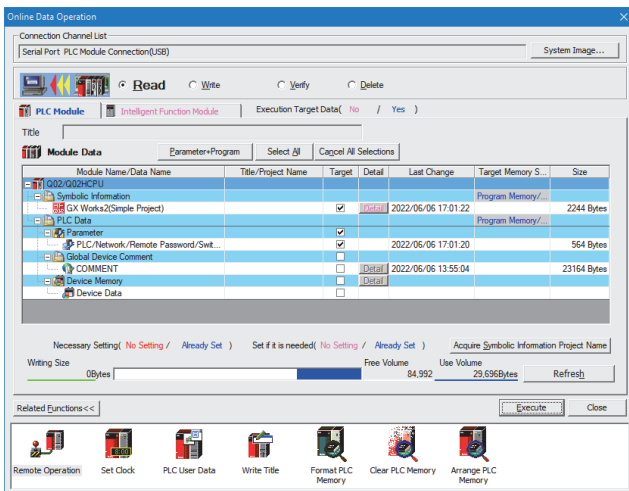 Online Data Operation
Connection Channel List
Serial Port PLC Module Connection(USB)
System Image...
Read
Write
Verify
Delete
PLC Module
Intelligent Function Module
Execution Target Data( No / Yes )
Title
Module Data
Parameter+Program
Select All
Cancel All Selections
Module Name/Data Name Title/Project Name Target Detail Last Change Target Memory S... Size
Q02/Q02HCPU
Symbolic Information Program Memory/...
GX Works2(Simple Project) Detail 2022/06/06 17:01:22 2244 Bytes
PLC Data Program Memory/...
Parameter
PLC/Network/Remote Password/Swit... 2022/06/06 17:01:20 564 Bytes
Global Device Comment
COMMENT Detail 2022/06/06 13:55:04 23164 Bytes
Device Memory Detail
Device Data
Necessary Setting( No Setting / Already Set ) Set if it is needed( No Setting / Already Set )
Acquire Symbolic Information Project Name
Writing Size Free Volume Use Volume
0Bytes 84,992 29,696Bytes
Refresh
Related Functions<<
Execute
Close
Remote Operation
Set Clock
PLC User Data
Write Title
Format PLC
Memory
Clear PLC Memory
Arrange PLC
Memory